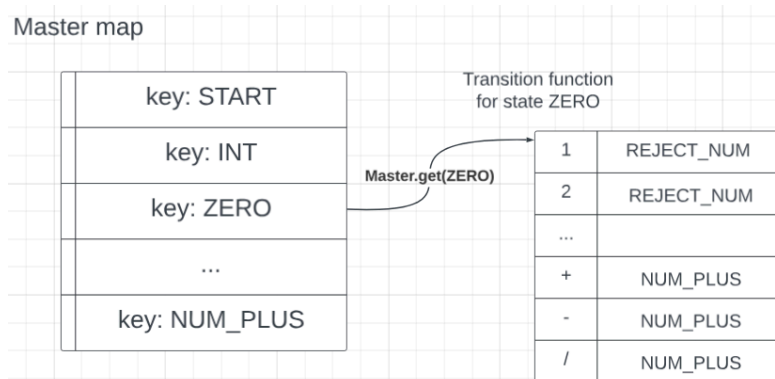 Master map
key: START
key: INT
key: ZERO
...
key: NUM_PLUS
Master.get(ZERO)
Transition function
for state ZERO
1 REJECT_NUM
2 REJECT_NUM
...
+ NUM_PLUS
- NUM_PLUS
/ NUM_PLUS